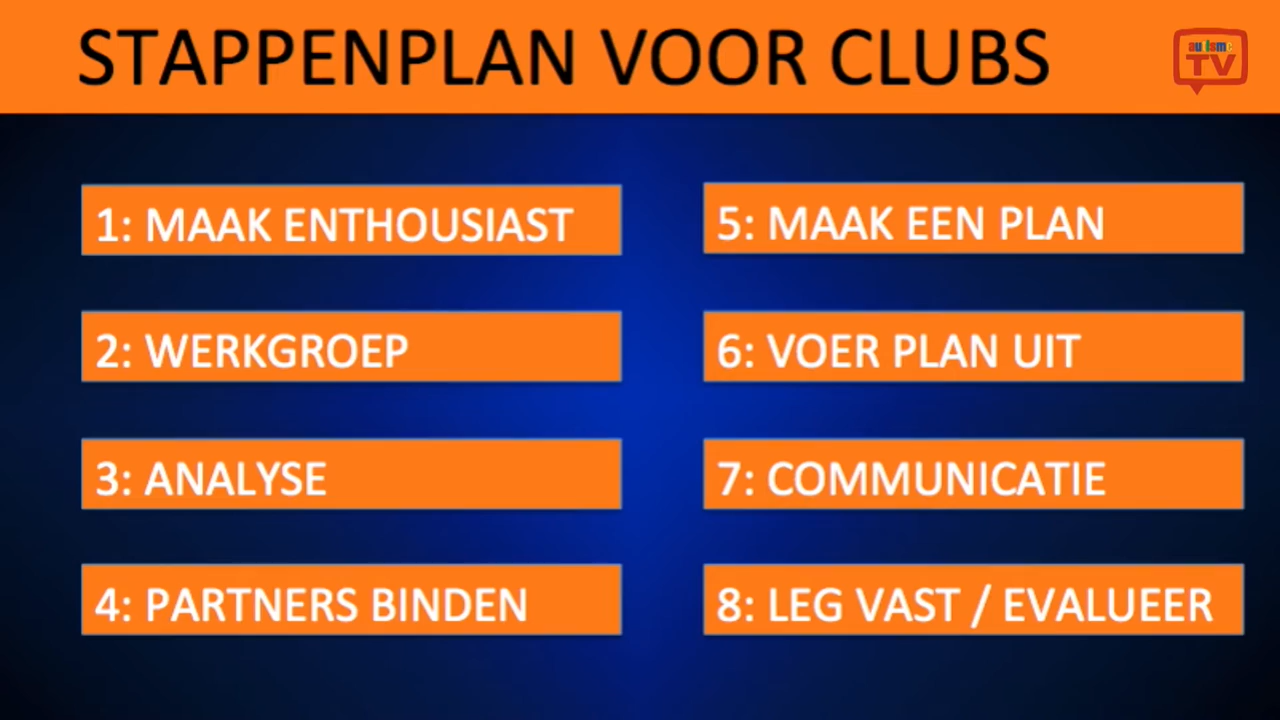 STAPPENPLAN VOOR CLUBS
autisme
TV
1: MAAK ENTHOUSIAST
2: WERKGROEP
3: ANALYSE
4: PARTNERS BINDEN
5: MAAK EEN PLAN
6: VOER PLAN UIT
7: COMMUNICATIE
8: LEG VAST / EVALUEER